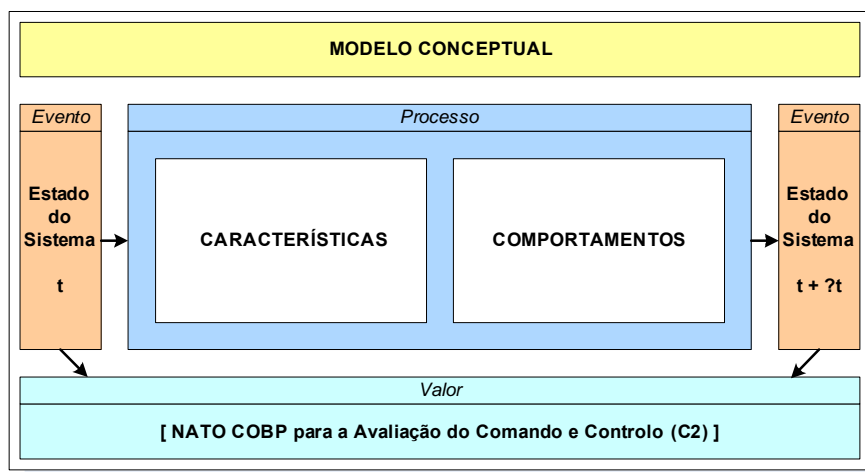 MODELO CONCEPTUAL
Evento
Estado
do
Sistema
t
Processo
CARACTERÍSTICAS
COMPORTAMENTOS
Evento
Estado
do
Sistema
t + ?t
Valor
[ NATO COBP para a Avaliação do Comando e Controlo (C2) ]